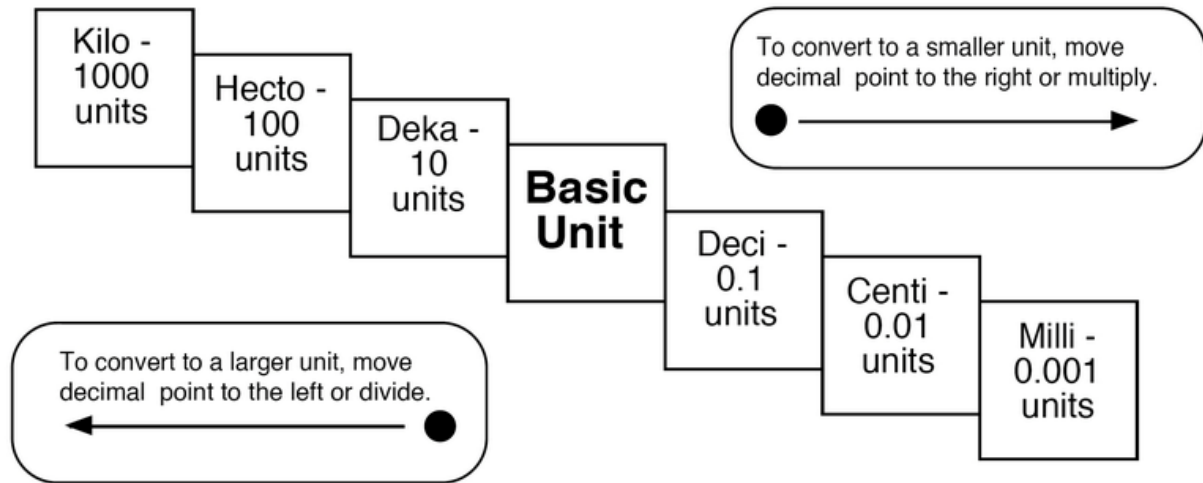 Kilo -
1000
units
Hecto -
100
units
Deka -
10
units
Basic
Unit
Deci -
0.1
units
Centi -
0.01
units
Milli -
0.001
units
To convert to a smaller unit, move
decimal point to the right or multiply.
To convert to a larger unit, move
decimal point to the left or divide.